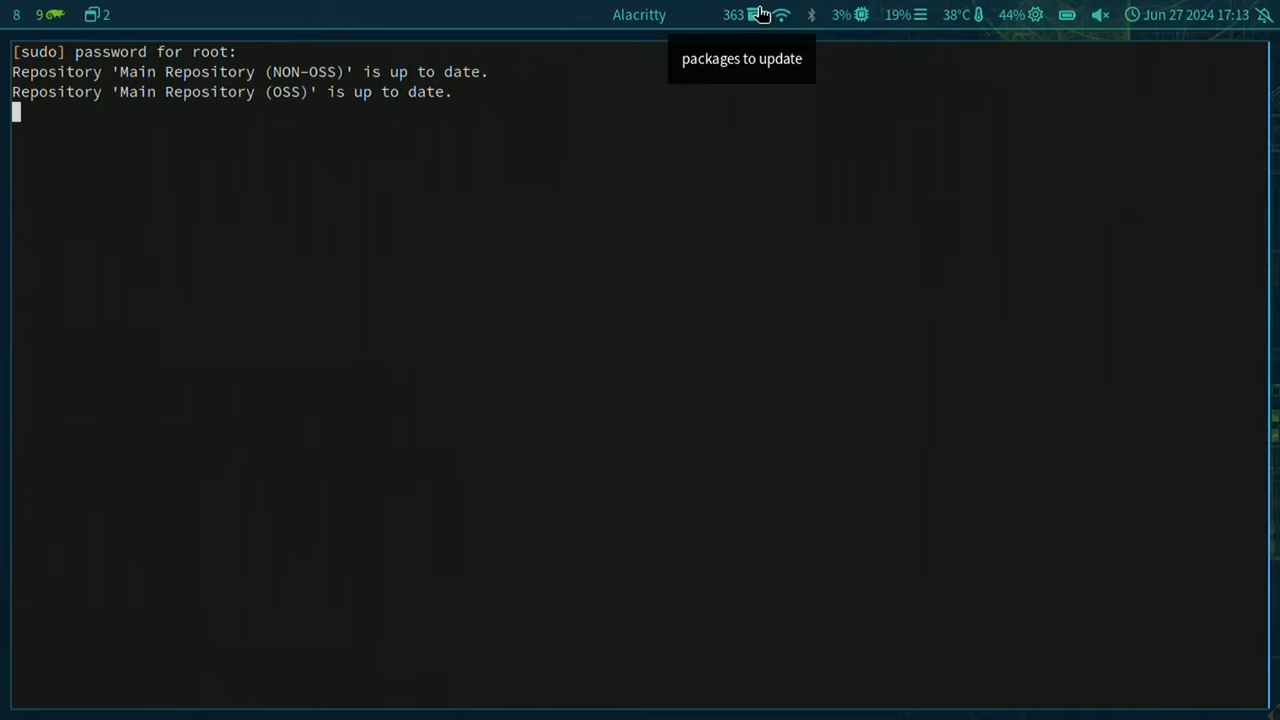 8 9 2 Alacritty 363 3% 19% 38°C 44% Jun 27 2024 17:13
packages to update
[sudo] password for root:
Repository 'Main Repository (NON-OSS)' is up to date.
Repository 'Main Repository (OSS)' is up to date.